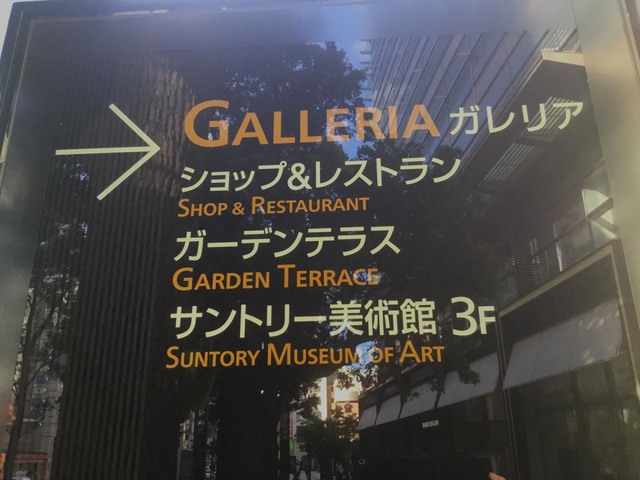 GALLERIA ガレリア
ショップ&レストラン
SHOP & RESTAURANT
ガーデンテラス
GARDEN TERRACE
サントリー美術館 3F
SUNTORY MUSEUM OF ART